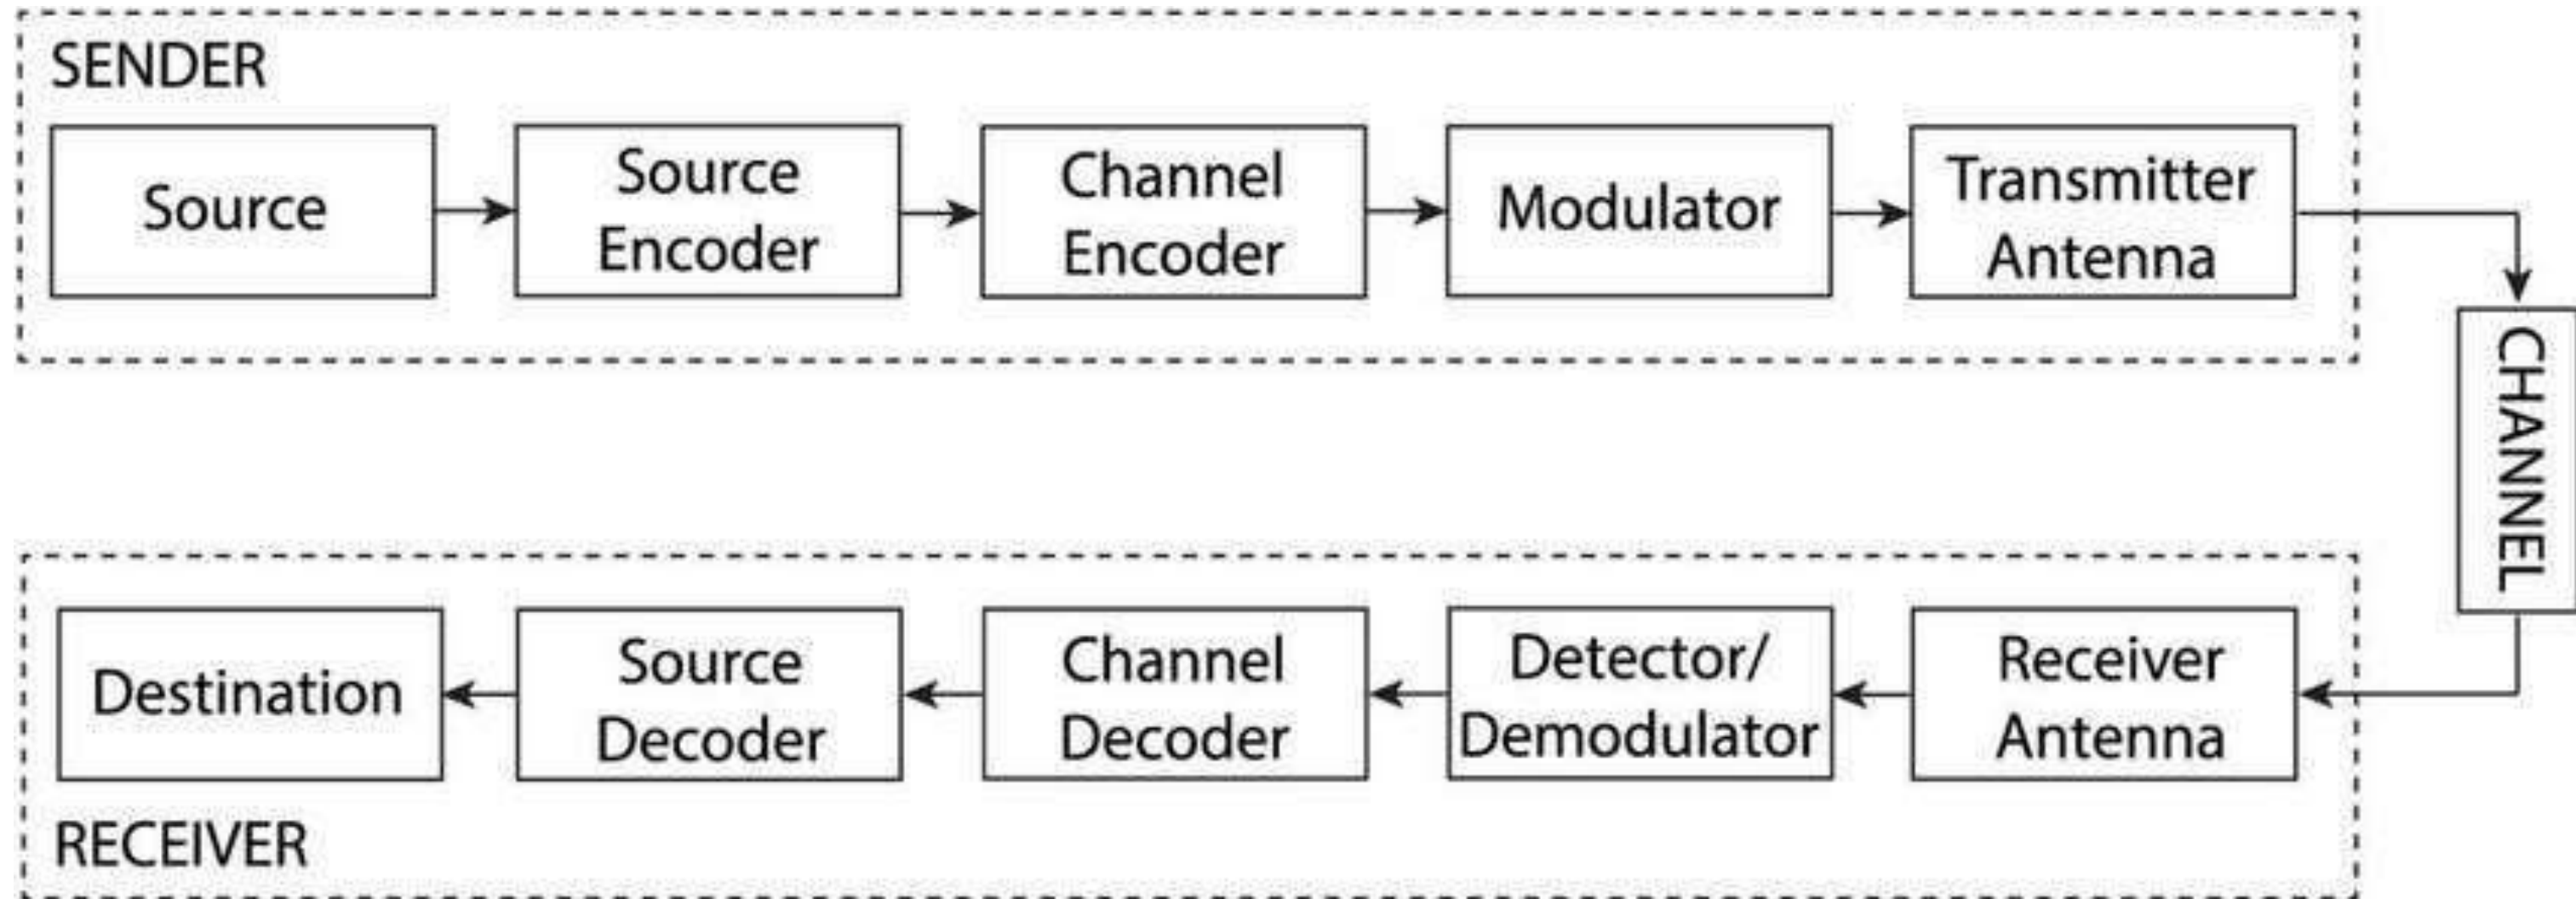 SENDER
Source
Source
Encoder
Channel
Encoder
Modulator
Transmitter
Antenna
CHANNEL
Destination
Source
Decoder
Channel
Decoder
Detector/
Demodulator
Receiver
Antenna
RECEIVER